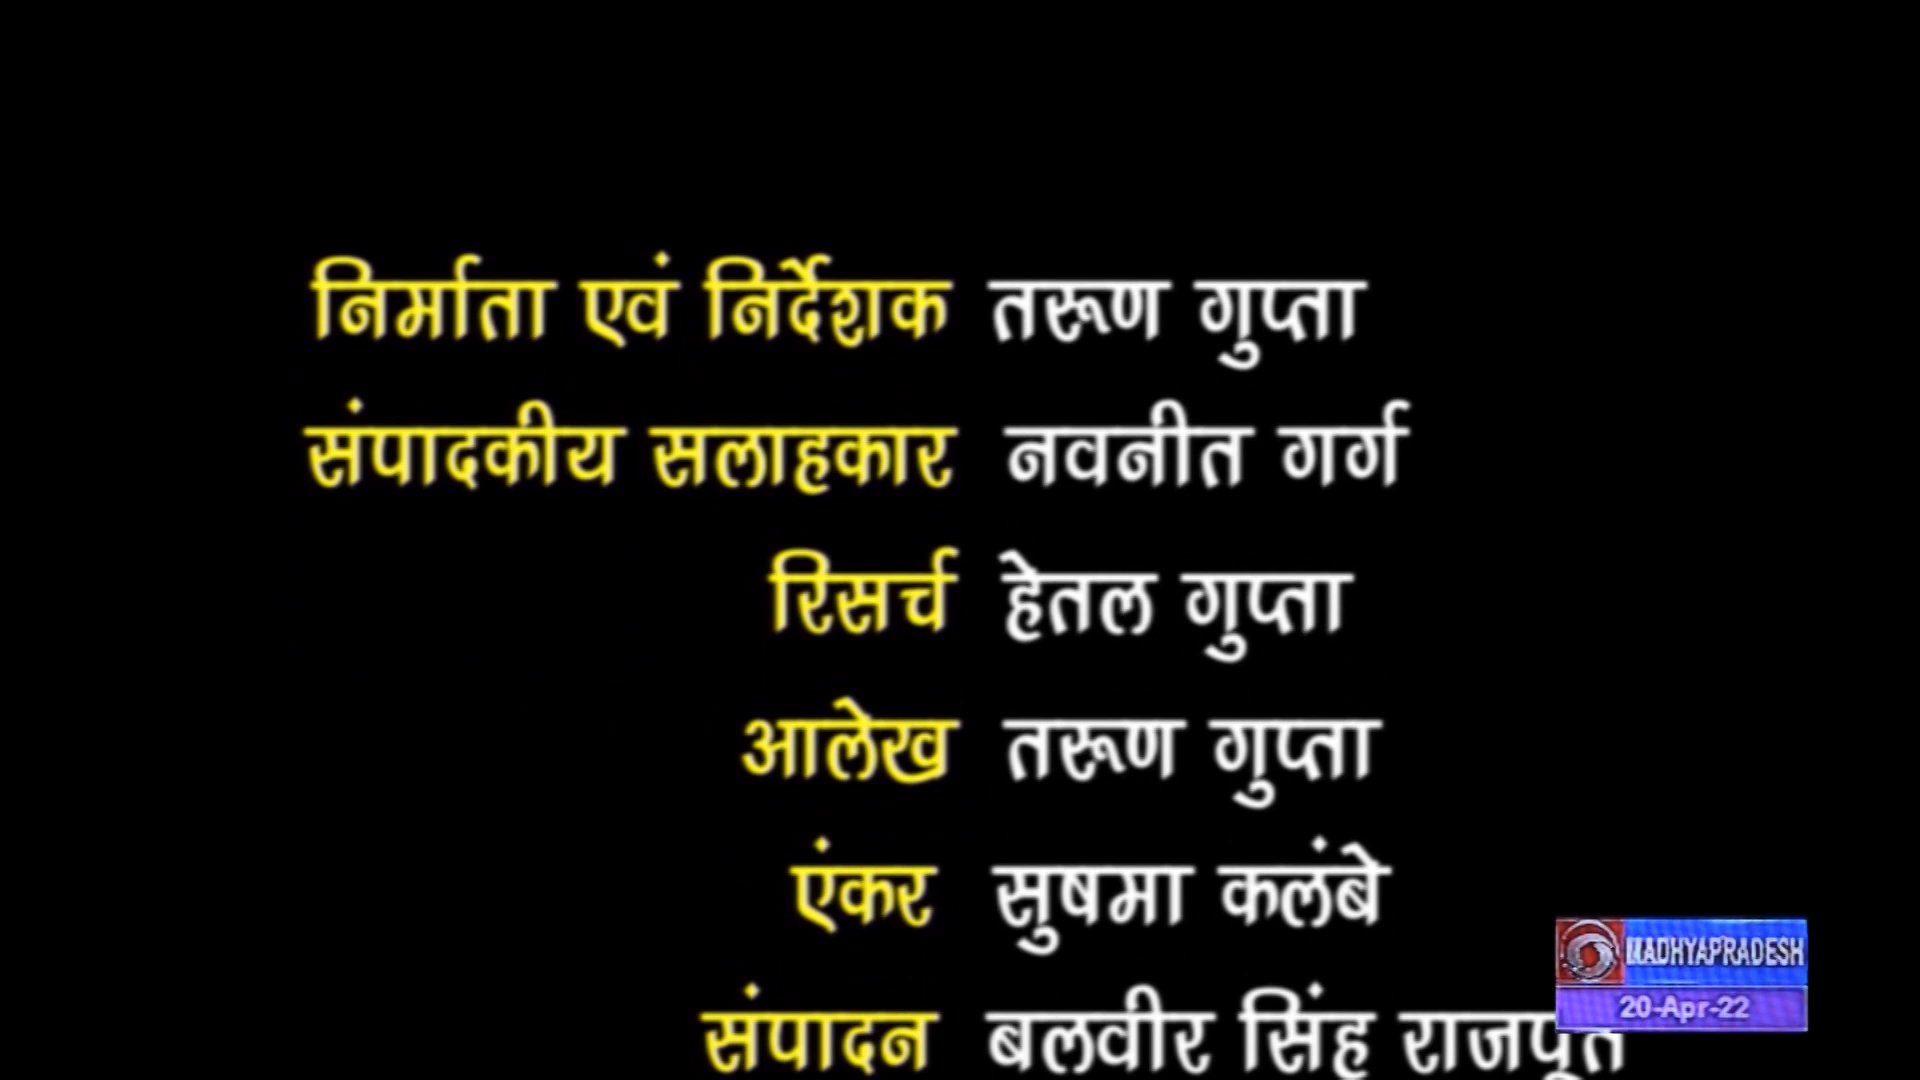 निर्माता एवं निर्देशक तरूण गुप्ता
संपादकीय सलाहकार नवनीत गर्ग
रिसर्च हेतल गुप्ता
आलेख तरूण गुप्ता
एंकर सुषमा कलंबे
संपादन बलवीर सिंह राजपूत
MADHYAPRADESH
20-Apr-22